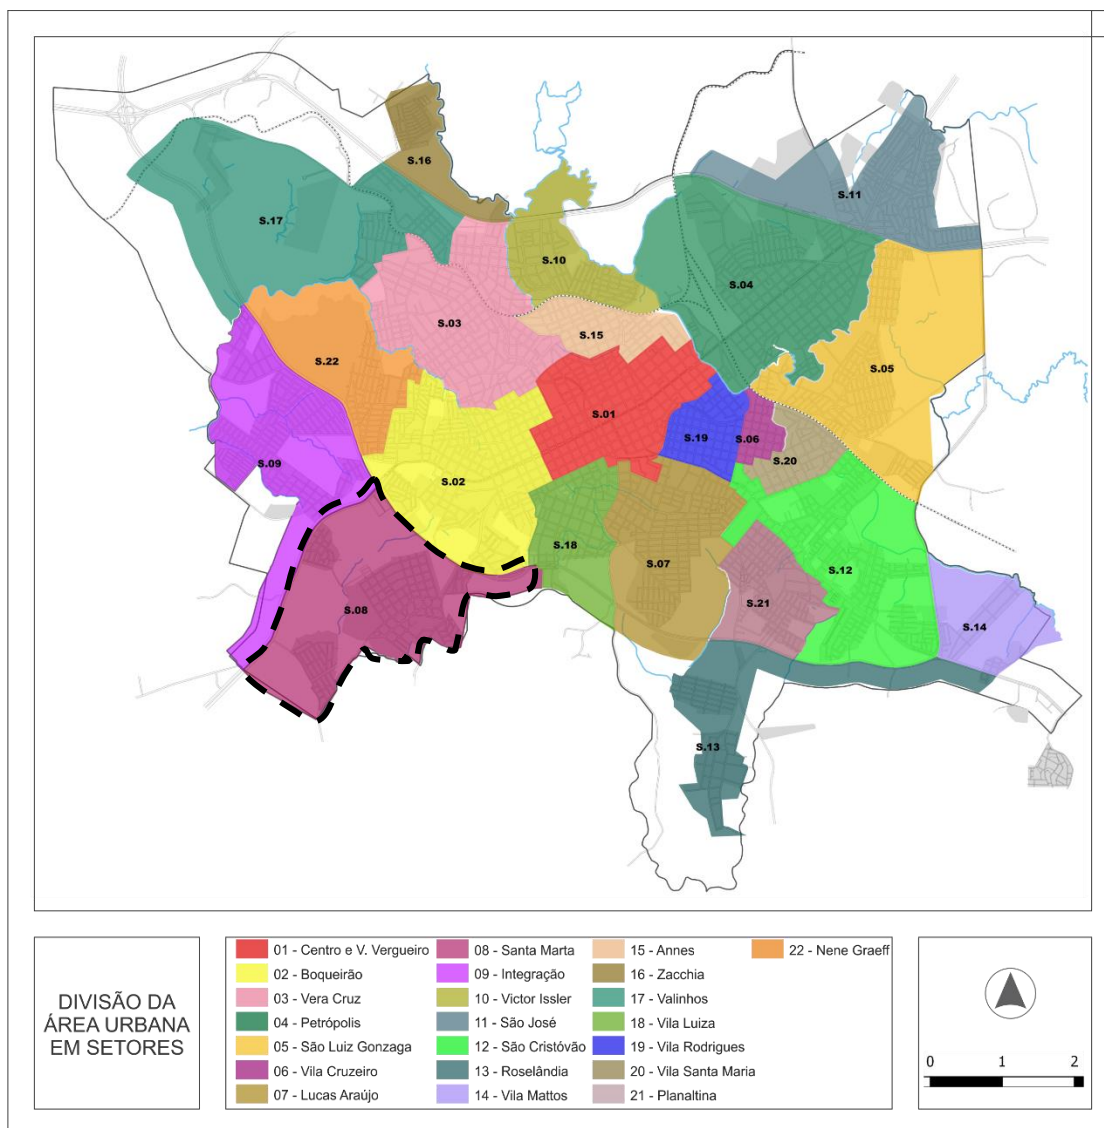 S.16
S.11
S.17
S.10
S.04
S.03
S.15
S.22
S.05
S.01
S.19
S.06
S.20
S.09
S.02
S.18
S.07
S.12
S.08
S.21
S.14
S.13
DIVISÃO DA
ÁREA URBANA
EM SETORES
01 - Centro e V. Vergueiro
02 - Boqueirão
03 - Vera Cruz
04 - Petrópolis
05 - São Luiz Gonzaga
06 - Vila Cruzeiro
07 - Lucas Araújo
08 - Santa Marta
09 - Integração
10 - Victor Issler
11 - São José
12 - São Cristóvão
13 - Roselândia
14 - Vila Mattos
15 - Annes
16 - Zacchia
17 - Valinhos
18 - Vila Luiza
19 - Vila Rodrigues
20 - Vila Santa Maria
21 - Planaltina
22 - Nene Graeff
0 1 2